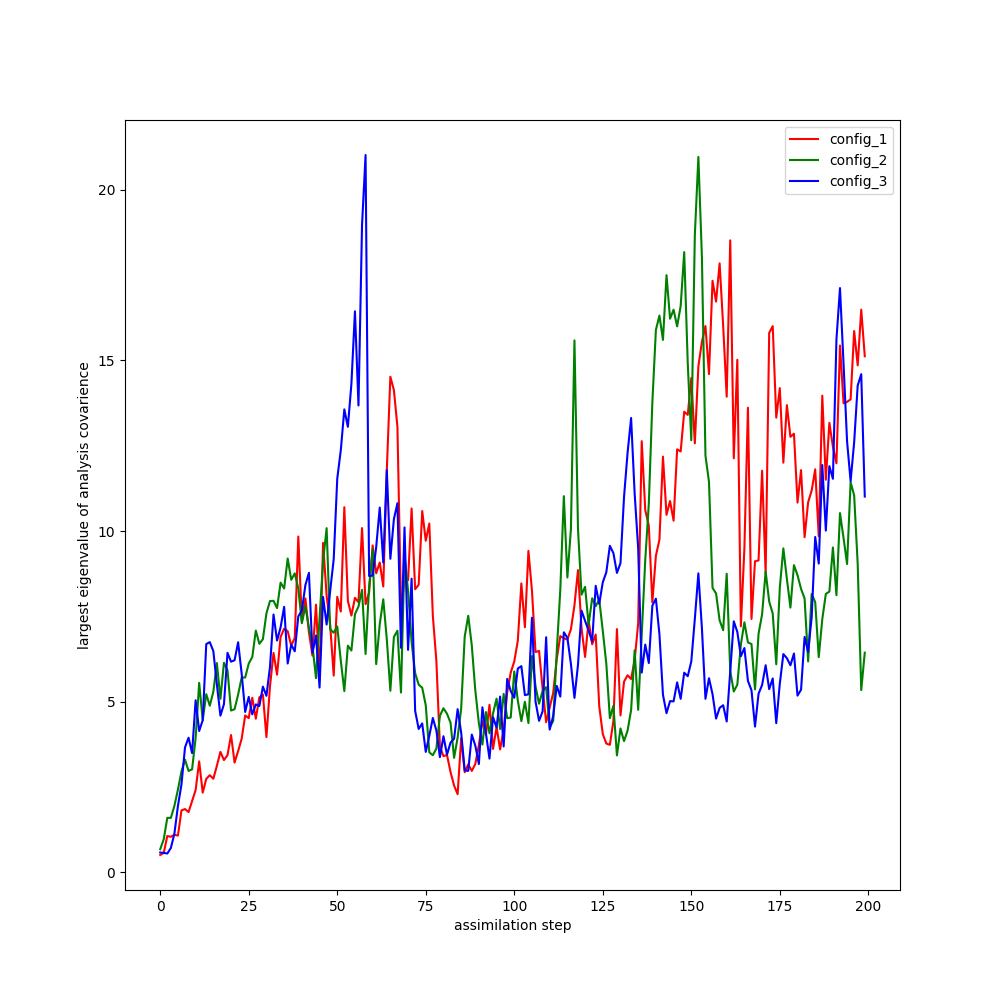 config_1
config_2
config_3
20
15
10
5
0
largest eigenvalue of analysis covarience
0 25 50 75 100 125 150 175 200
assimilation step